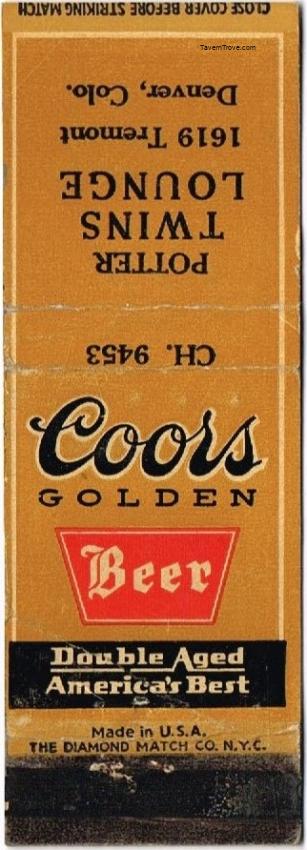 CLOSE COVER BEFORE STRIKING MATCH
TavernTrove.com
POTTER
TWINS
LOUNGE
1619 Tremont
Denver, Colo.
CH. 9453
Coors
GOLDEN
Beer
Double Aged
America's Best
Made in U.S.A.
THE DIAMOND MATCH CO. N.Y.C.